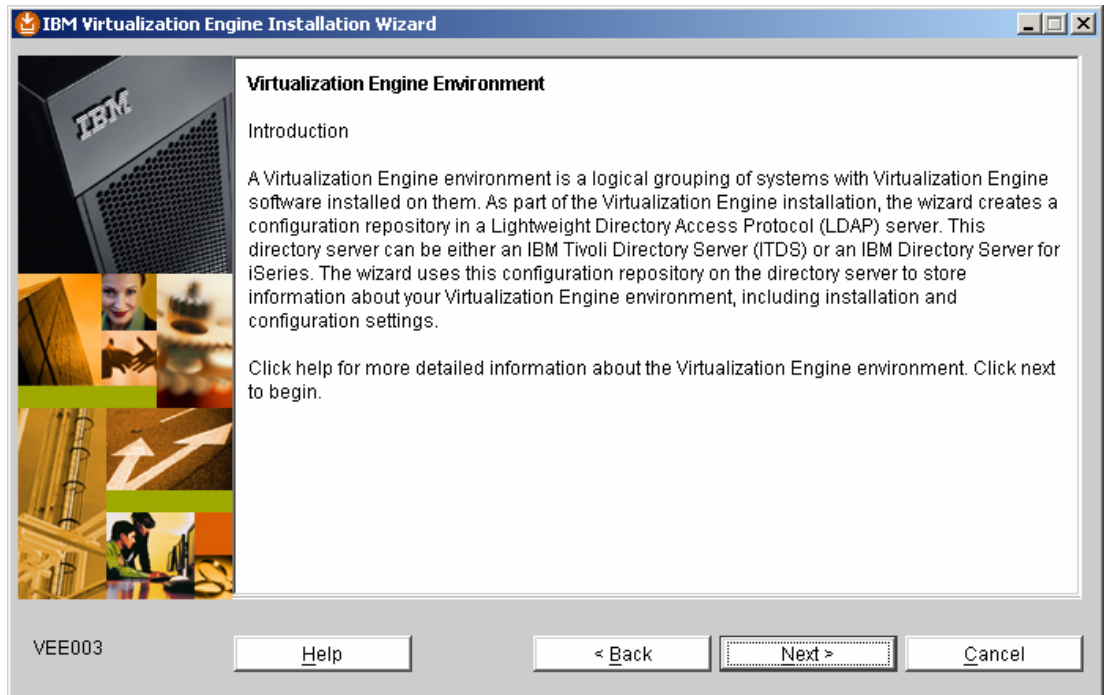 IBM Virtualization Engine Installation Wizard
IBM
Virtualization Engine Environment
Introduction
A Virtualization Engine environment is a logical grouping of systems with Virtualization Engine
software installed on them. As part of the Virtualization Engine installation, the wizard creates a
configuration repository in a Lightweight Directory Access Protocol (LDAP) server. This
directory server can be either an IBM Tivoli Directory Server (ITDS) or an IBM Directory Server for
iSeries. The wizard uses this configuration repository on the directory server to store
information about your Virtualization Engine environment, including installation and
configuration settings.
Click help for more detailed information about the Virtualization Engine environment. Click next
to begin.
VEE003
Help
< Back
Next >
Cancel